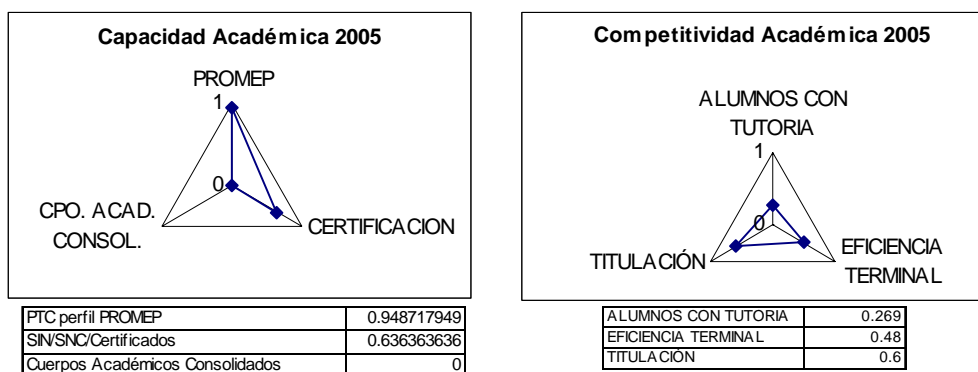 Capacidad Académica 2005
PROMEP
1
0
CPO. ACAD.
CONSOL.
CERTIFICACION
PTC perfil PROMEP 0.948717949
SIN/SNC/Certificados 0.636363636
Cuerpos Académicos Consolidados 0
Competitividad Académica 2005
ALUMNOS CON
TUTORIA
1
0
TITULACIÓN
EFICIENCIA
TERMINAL
ALUMNOS CON TUTORIA 0.269
EFICIENCIA TERMINAL 0.48
TITULACIÓN 0.6